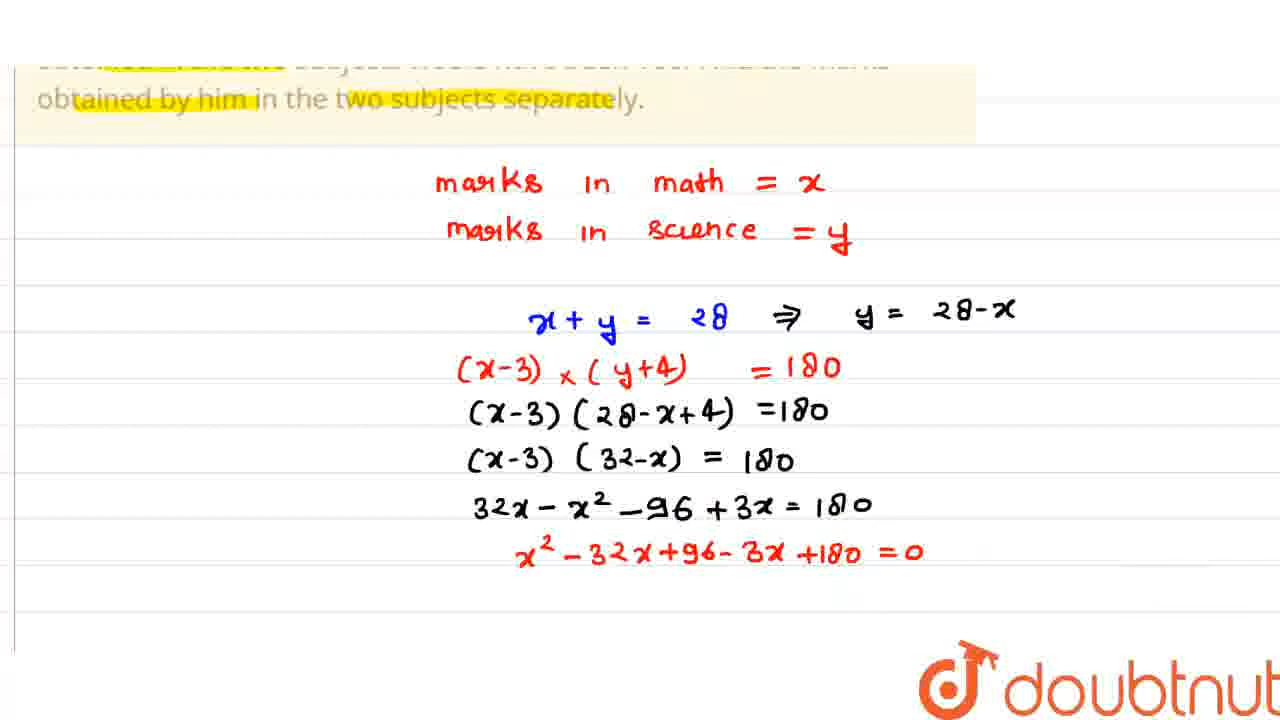 obtained by him in the two subjects separately.
marks in math = x
marks in science = y
x + y = 28 ⇒ y = 28 - x
(x-3) × (y+4) = 180
(x-3) (28-x+4) = 180
(x-3) (32-x) = 180
32x - x² - 96 + 3x = 180
x² - 32x + 96 - 3x + 180 = 0
doubtnut